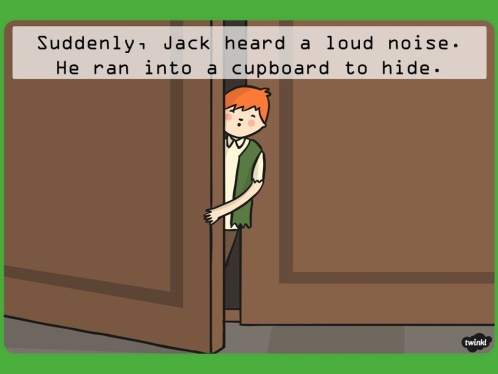 Suddenly, Jack heard a loud noise.
He ran into a cupboard to hide.
twinkl